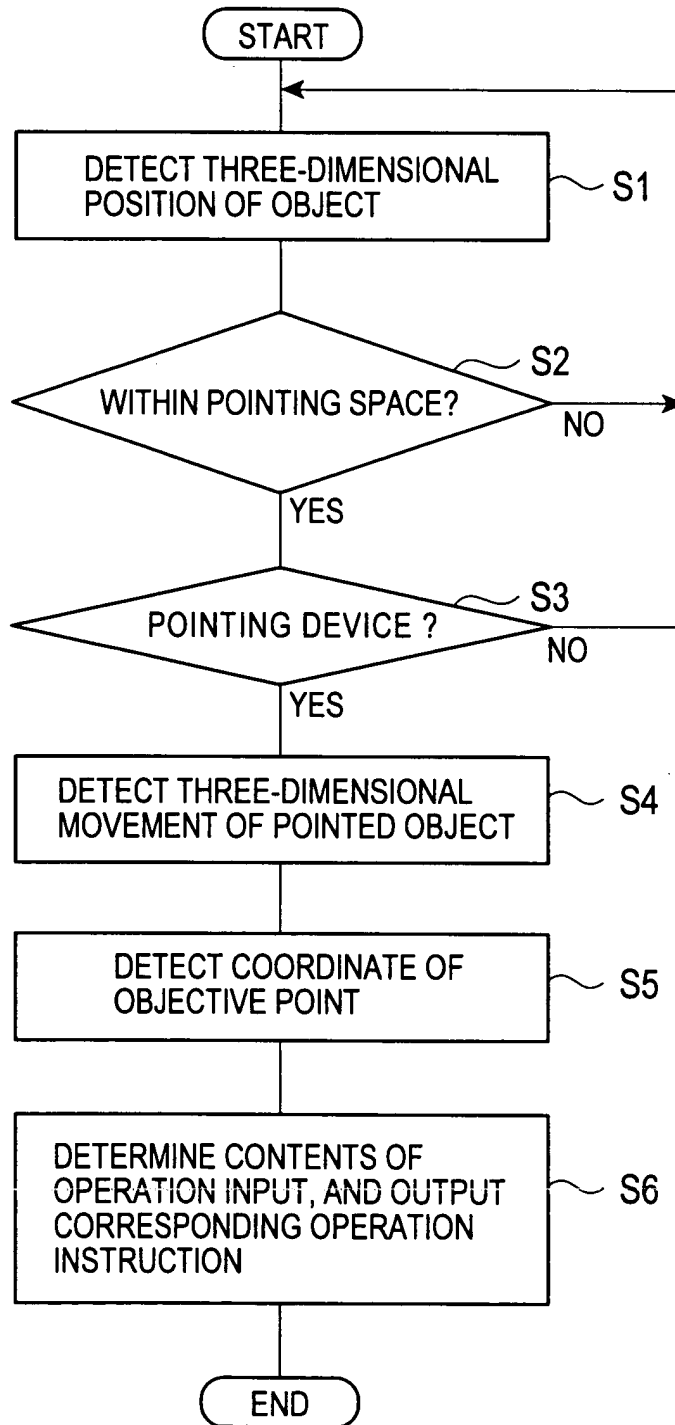 START
DETECT THREE-DIMENSIONAL
POSITION OF OBJECT
S1
S2
WITHIN POINTING SPACE?
NO
YES
S3
POINTING DEVICE ?
NO
YES
DETECT THREE-DIMENSIONAL
MOVEMENT OF POINTED OBJECT
S4
DETECT COORDINATE OF
OBJECTIVE POINT
S5
DETERMINE CONTENTS OF
OPERATION INPUT, AND OUTPUT
CORRESPONDING OPERATION
INSTRUCTION
S6
END